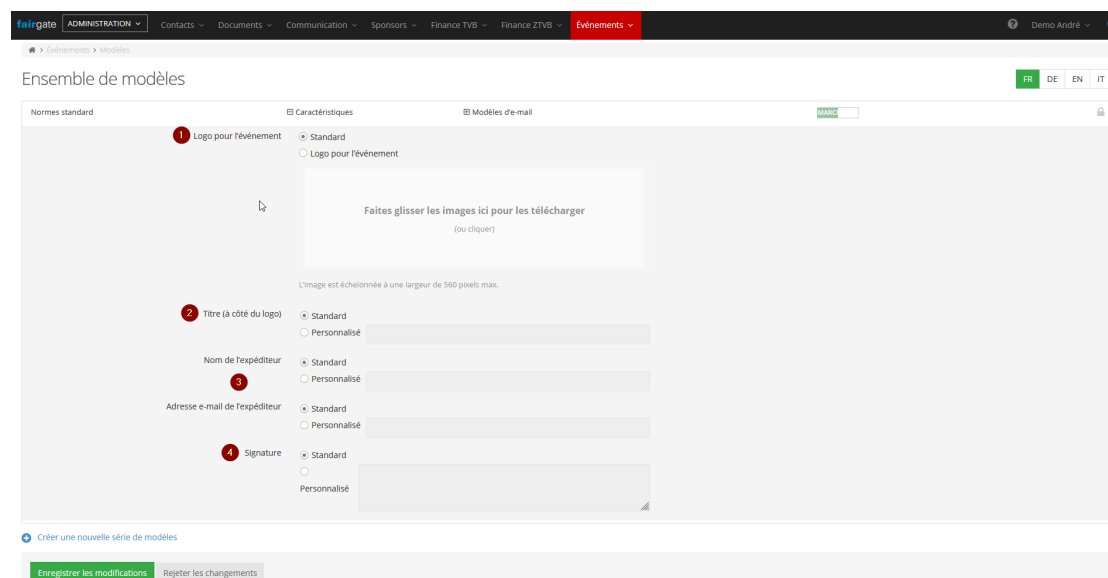 fairgate ADMINISTRATION Contacts Documents Communication Sponsors Finance TVB Finance ZTVB Événements Demo André
Événements > Modèles
Ensemble de modèles FR DE EN IT
Normes standard Caractéristiques Modèles d'e-mail MARQ
1 Logo pour l'événement Standard
Logo pour l'événement
Faites glisser les images ici pour les télécharger
(ou cliquer)
L'image est échelonnée à une largeur de 560 pixels max.
2 Titre (à côté du logo) Standard
Personnalisé
Nom de l'expéditeur Standard
3 Personnalisé
Adresse e-mail de l'expéditeur Standard
Personnalisé
4 Signature Standard
Personnalisé
Créer une nouvelle série de modèles
Enregistrer les modifications Rejeter les changements